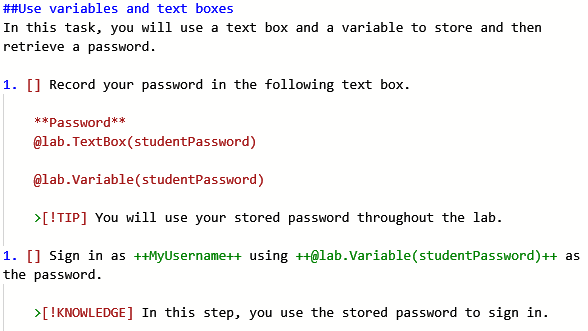 ##Use variables and text boxes
In this task, you will use a text box and a variable to store and then
retrieve a password.
1. [] Record your password in the following text box.
**Password**
@lab.TextBox(studentPassword)
@lab.Variable(studentPassword)
>[!TIP] You will use your stored password throughout the lab.
1. [] Sign in as ++MyUsername++ using ++@lab.Variable(studentPassword)++ as
the password.
>[!KNOWLEDGE] In this step, you use the stored password to sign in.